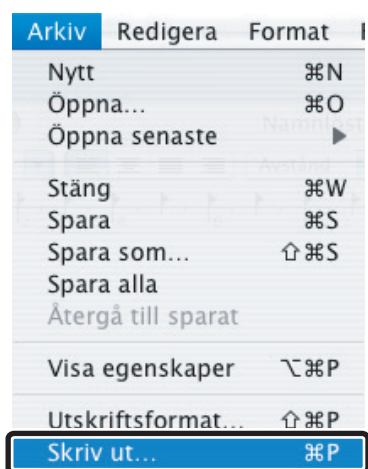 Arkiv Redigera Format
Nytt ⌘N
Öppna... ⌘O
Öppna senaste ▶
Stäng ⌘W
Spara ⌘S
Spara som... ⇧⌘S
Spara alla
Återgå till sparat
Visa egenskaper ⌥⌘P
Utskriftsformat... ⇧⌘P
Skriv ut... ⌘P